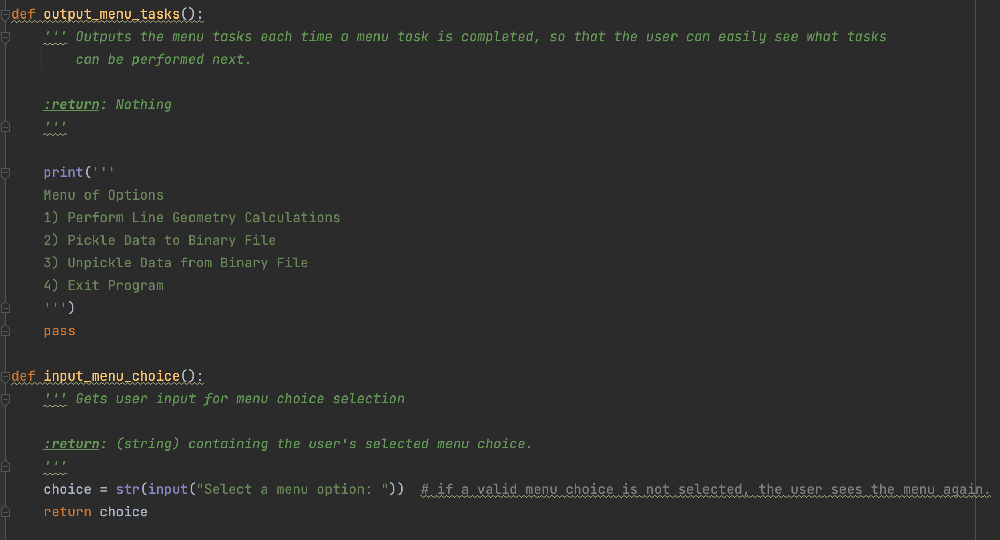 def output_menu_tasks():
    ''' Outputs the menu tasks each time a menu task is completed, so that the user can easily see what tasks
        can be performed next.

    :return: Nothing
    '''

    print('''
    Menu of Options
    1) Perform Line Geometry Calculations
    2) Pickle Data to Binary File
    3) Unpickle Data from Binary File
    4) Exit Program
    ''')
    pass

def input_menu_choice():
    ''' Gets user input for menu choice selection

    :return: (string) containing the user's selected menu choice.
    '''
    choice = str(input("Select a menu option: "))  # if a valid menu choice is not selected, the user sees the menu again.
    return choice